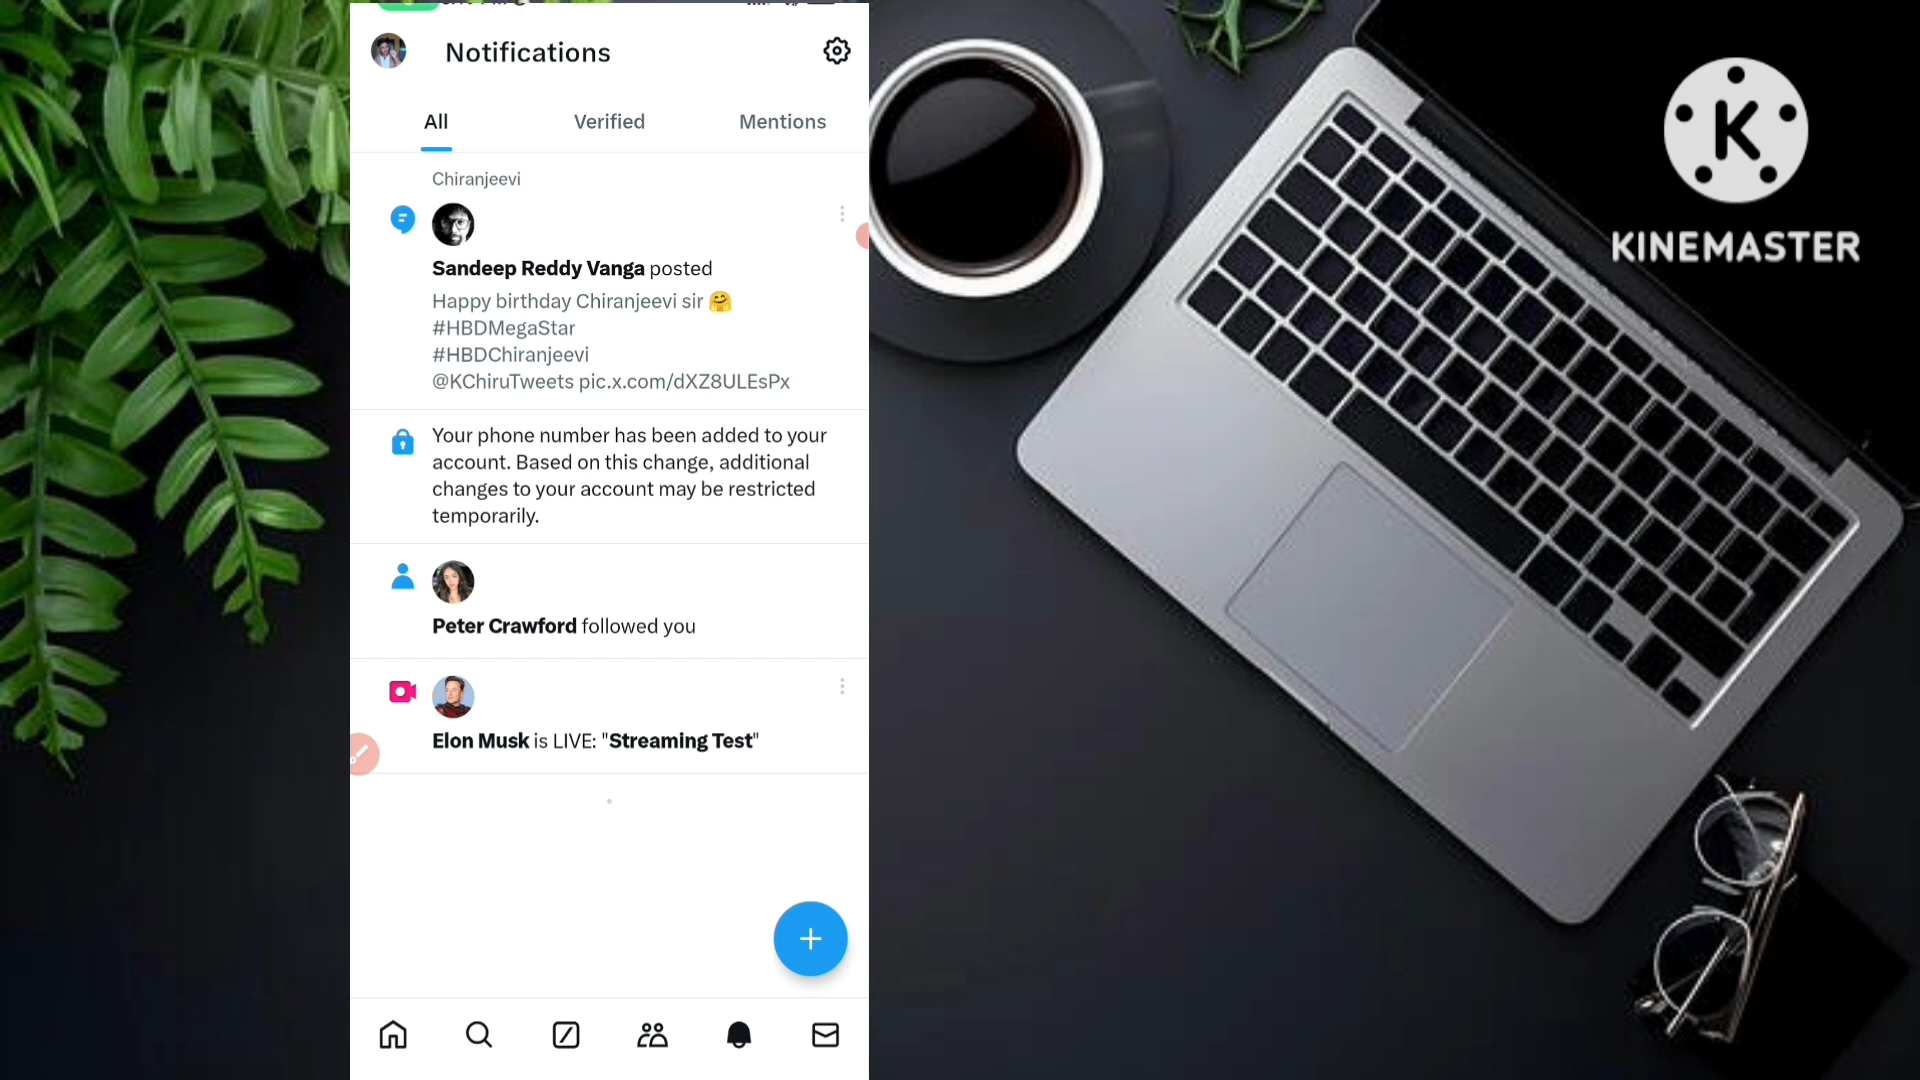 Notifications
All
Verified
Mentions
Chiranjeevi
Sandeep Reddy Vanga posted
Happy birthday Chiranjeevi sir 🤗
#HBDMegaStar
#HBDChiranjeevi
@KChiruTweets pic.x.com/dXZ8ULEsPx
Your phone number has been added to your
account. Based on this change, additional
changes to your account may be restricted
temporarily.
Peter Crawford followed you
Elon Musk is LIVE: "Streaming Test"
K
KINEMASTER